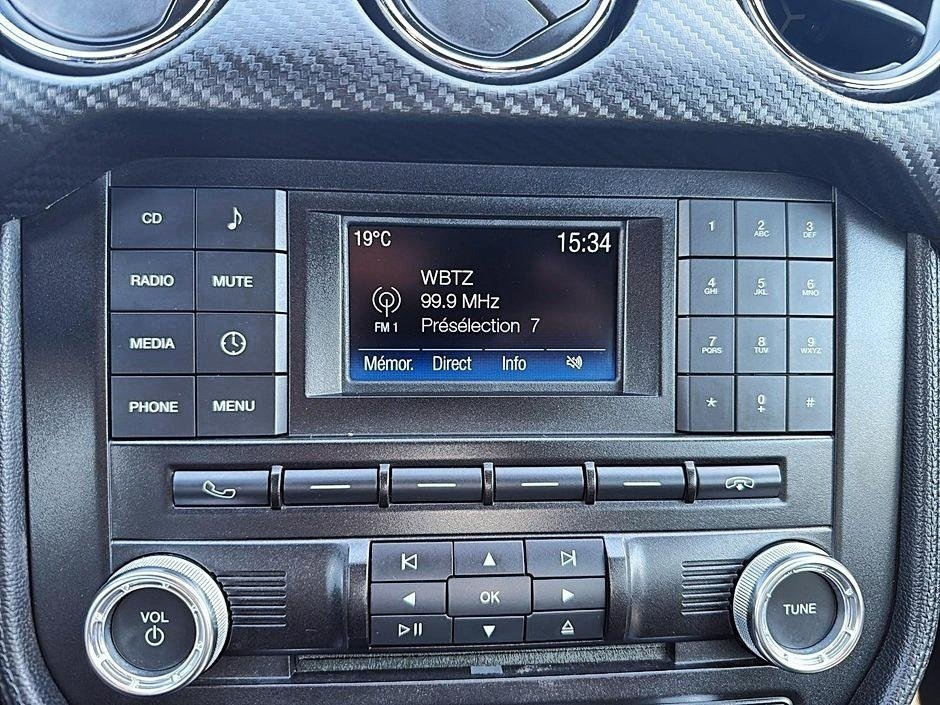 19°C 15:34
WBTZ
99.9 MHz
FM 1
Présélection 7
Mémor. Direct Info
CD
RADIO MUTE
MEDIA
PHONE MENU
1 2 ABC 3 DEF
4 GHI 5 JKL 6 MNO
7 PQRS 8 TUV 9 WXYZ
* 0 + #
VOL
OK
TUNE